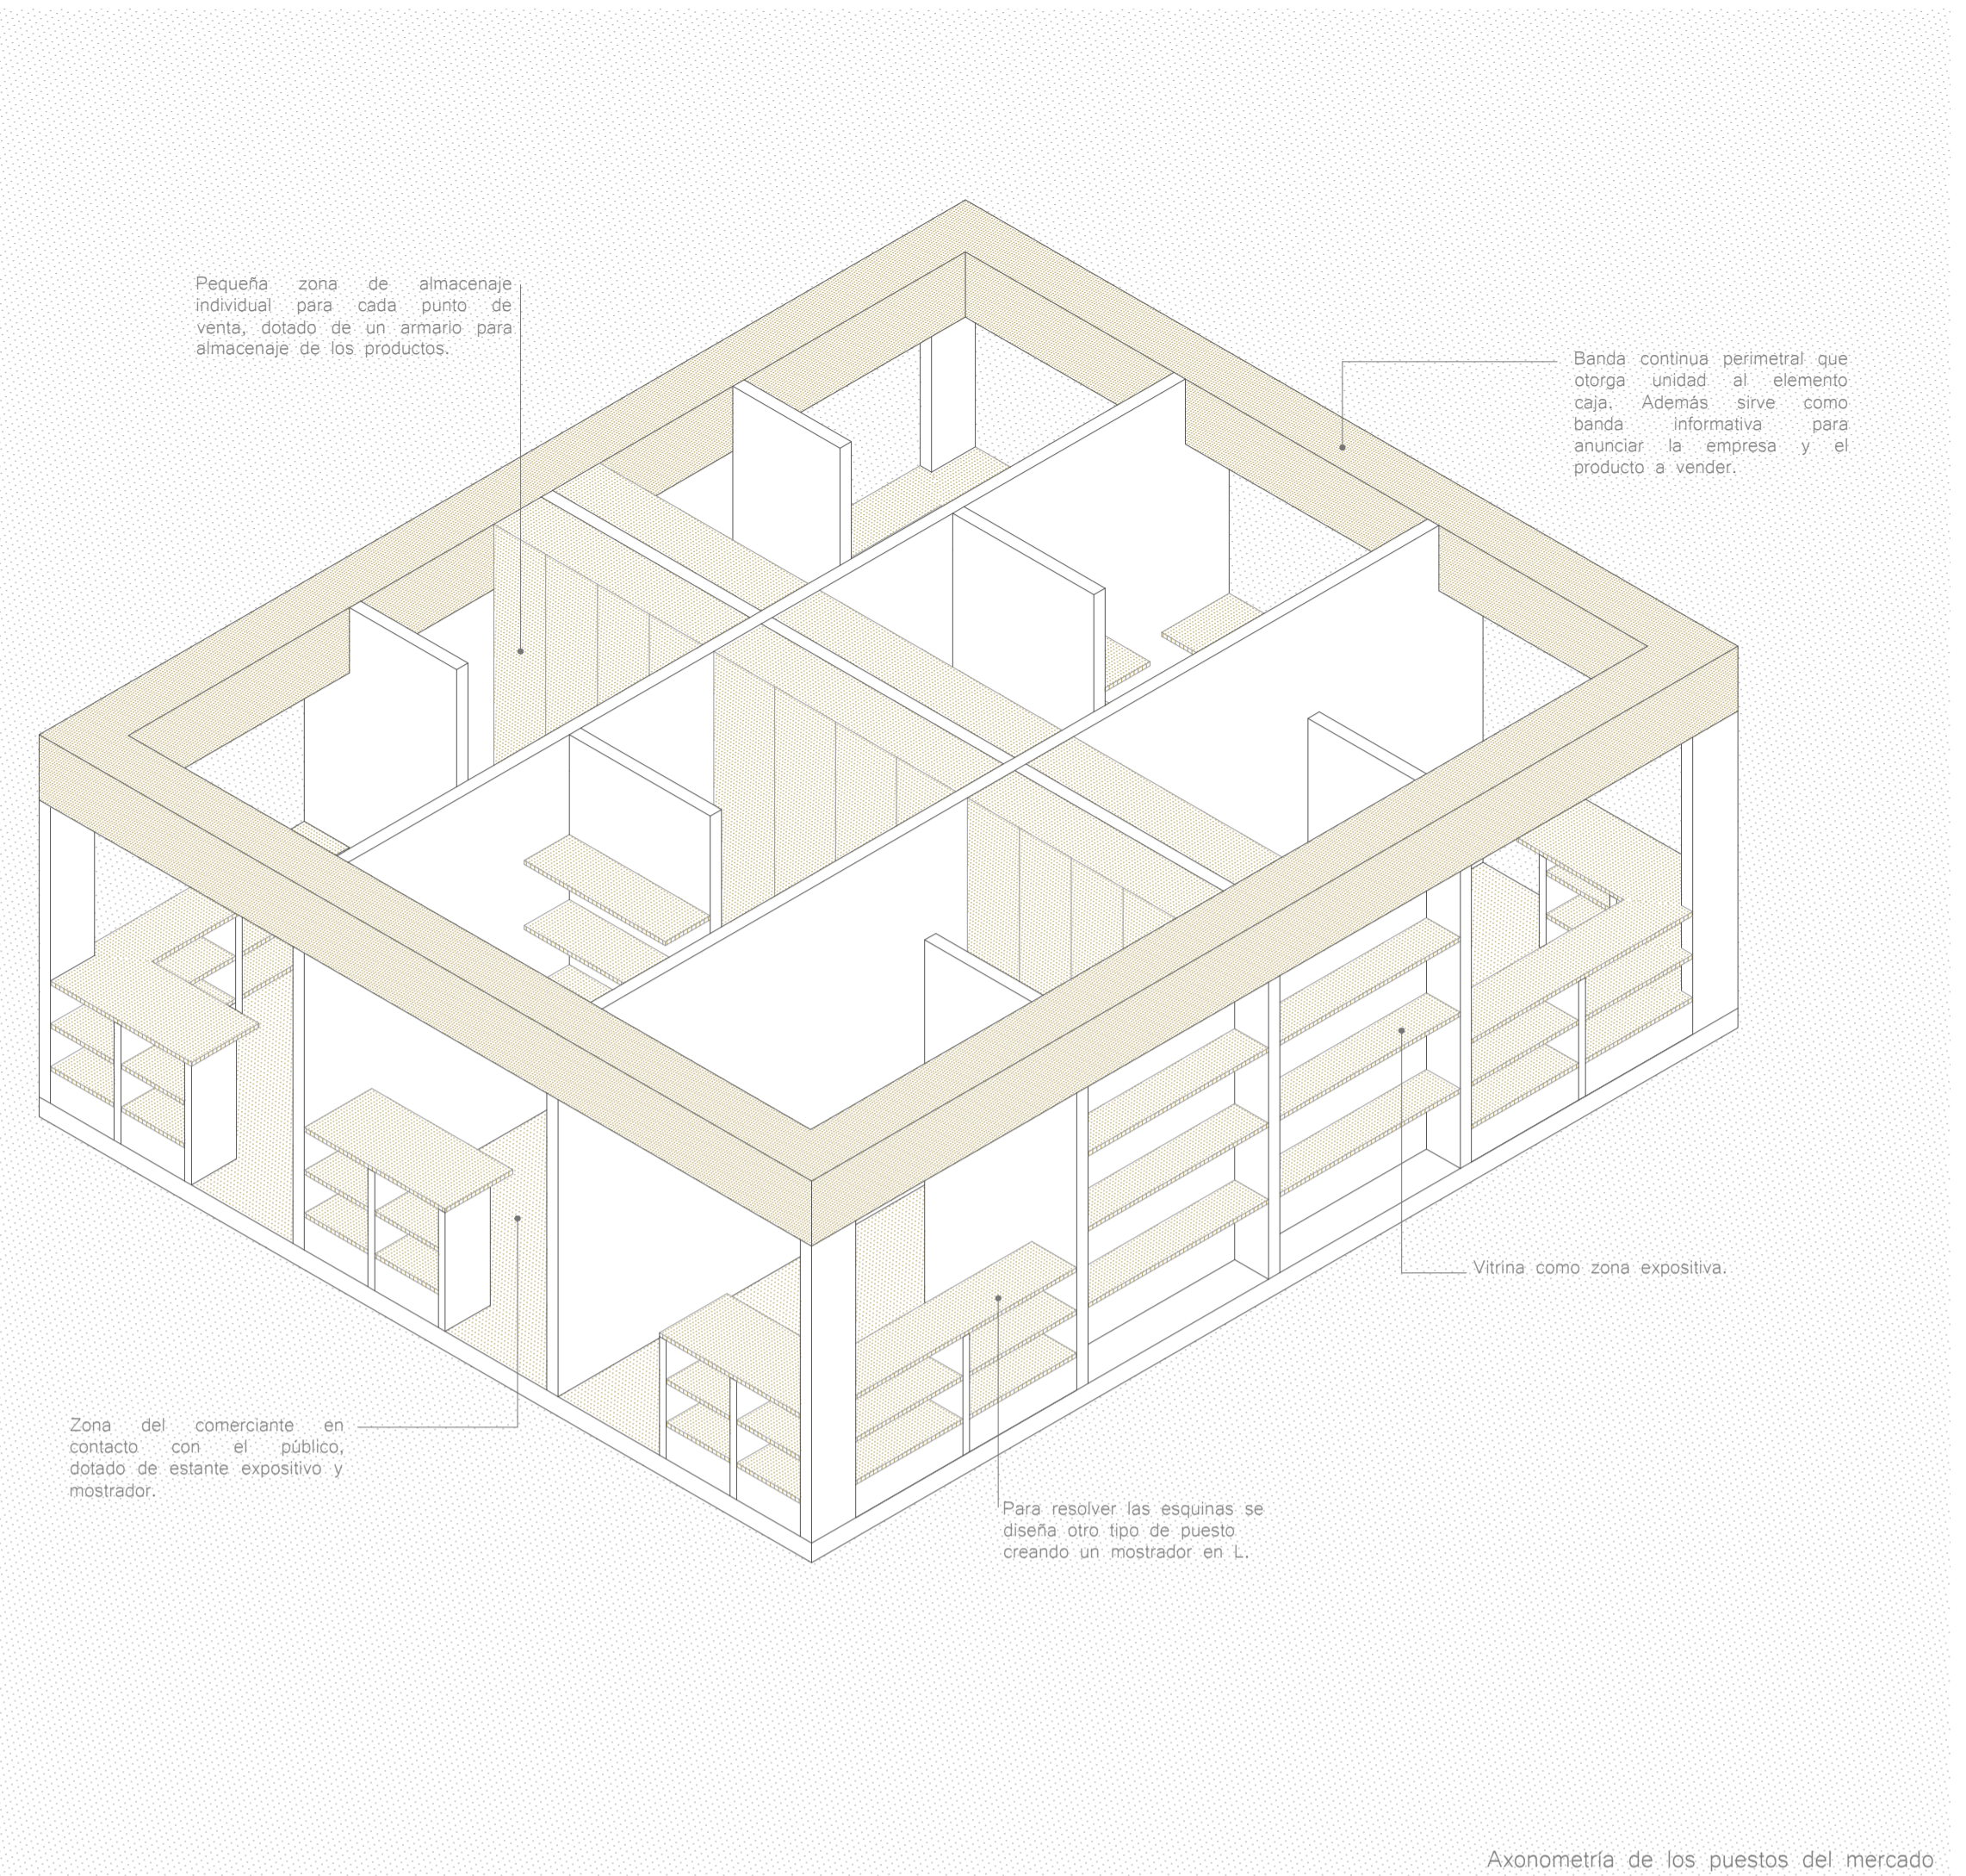 Pequeña zona de almacenaje
individual para cada punto de
venta, dotado de un armario para
almacenaje de los productos.
Banda continua perimetral que
otorga unidad al elemento
caja. Además sirve como
banda informativa para
anunciar la empresa y el
producto a vender.
Vitrina como zona expositiva.
Zona del comerciante en
contacto con el público,
dotado de estante expositivo y
mostrador.
Para resolver las esquinas se
diseña otro tipo de puesto
creando un mostrador en L.
Axonometría de los puestos del mercado